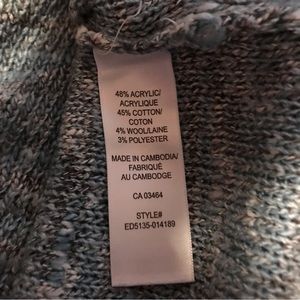 48% ACRYLIC/
ACRYLIQUE
45% COTTON/
COTON
4% WOOL/LAINE
3% POLYESTER
MADE IN CAMBODIA/
FABRIQUÉ
AU CAMBODGE
CA 03464
STYLE#
ED5135-014189